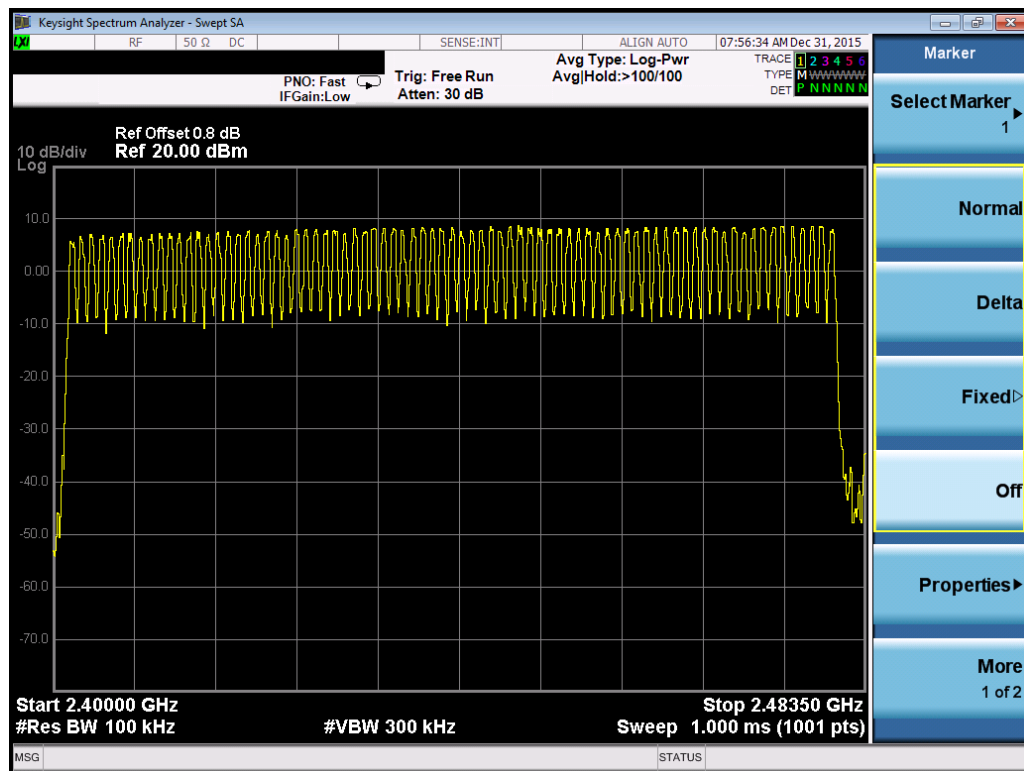 Keysight Spectrum Analyzer - Swept SA
LXI RF 50 Ω DC SENSE:INT ALIGN AUTO 07:56:34 AM Dec 31, 2015
PNO: Fast
IFGain:Low
Trig: Free Run
Atten: 30 dB
Avg Type: Log-Pwr
Avg|Hold:>100/100
TRACE 1 2 3 4 5 6
TYPE M WWWWW
DET P N N N N N
Ref Offset 0.8 dB
10 dB/div Ref 20.00 dBm
Log
10.0
0.00
-10.0
-20.0
-30.0
-40.0
-50.0
-60.0
-70.0
Start 2.40000 GHz Stop 2.48350 GHz
#Res BW 100 kHz #VBW 300 kHz Sweep 1.000 ms (1001 pts)
MSG STATUS
Marker
Select Marker
1
Normal
Delta
Fixed
Off
Properties
More
1 of 2